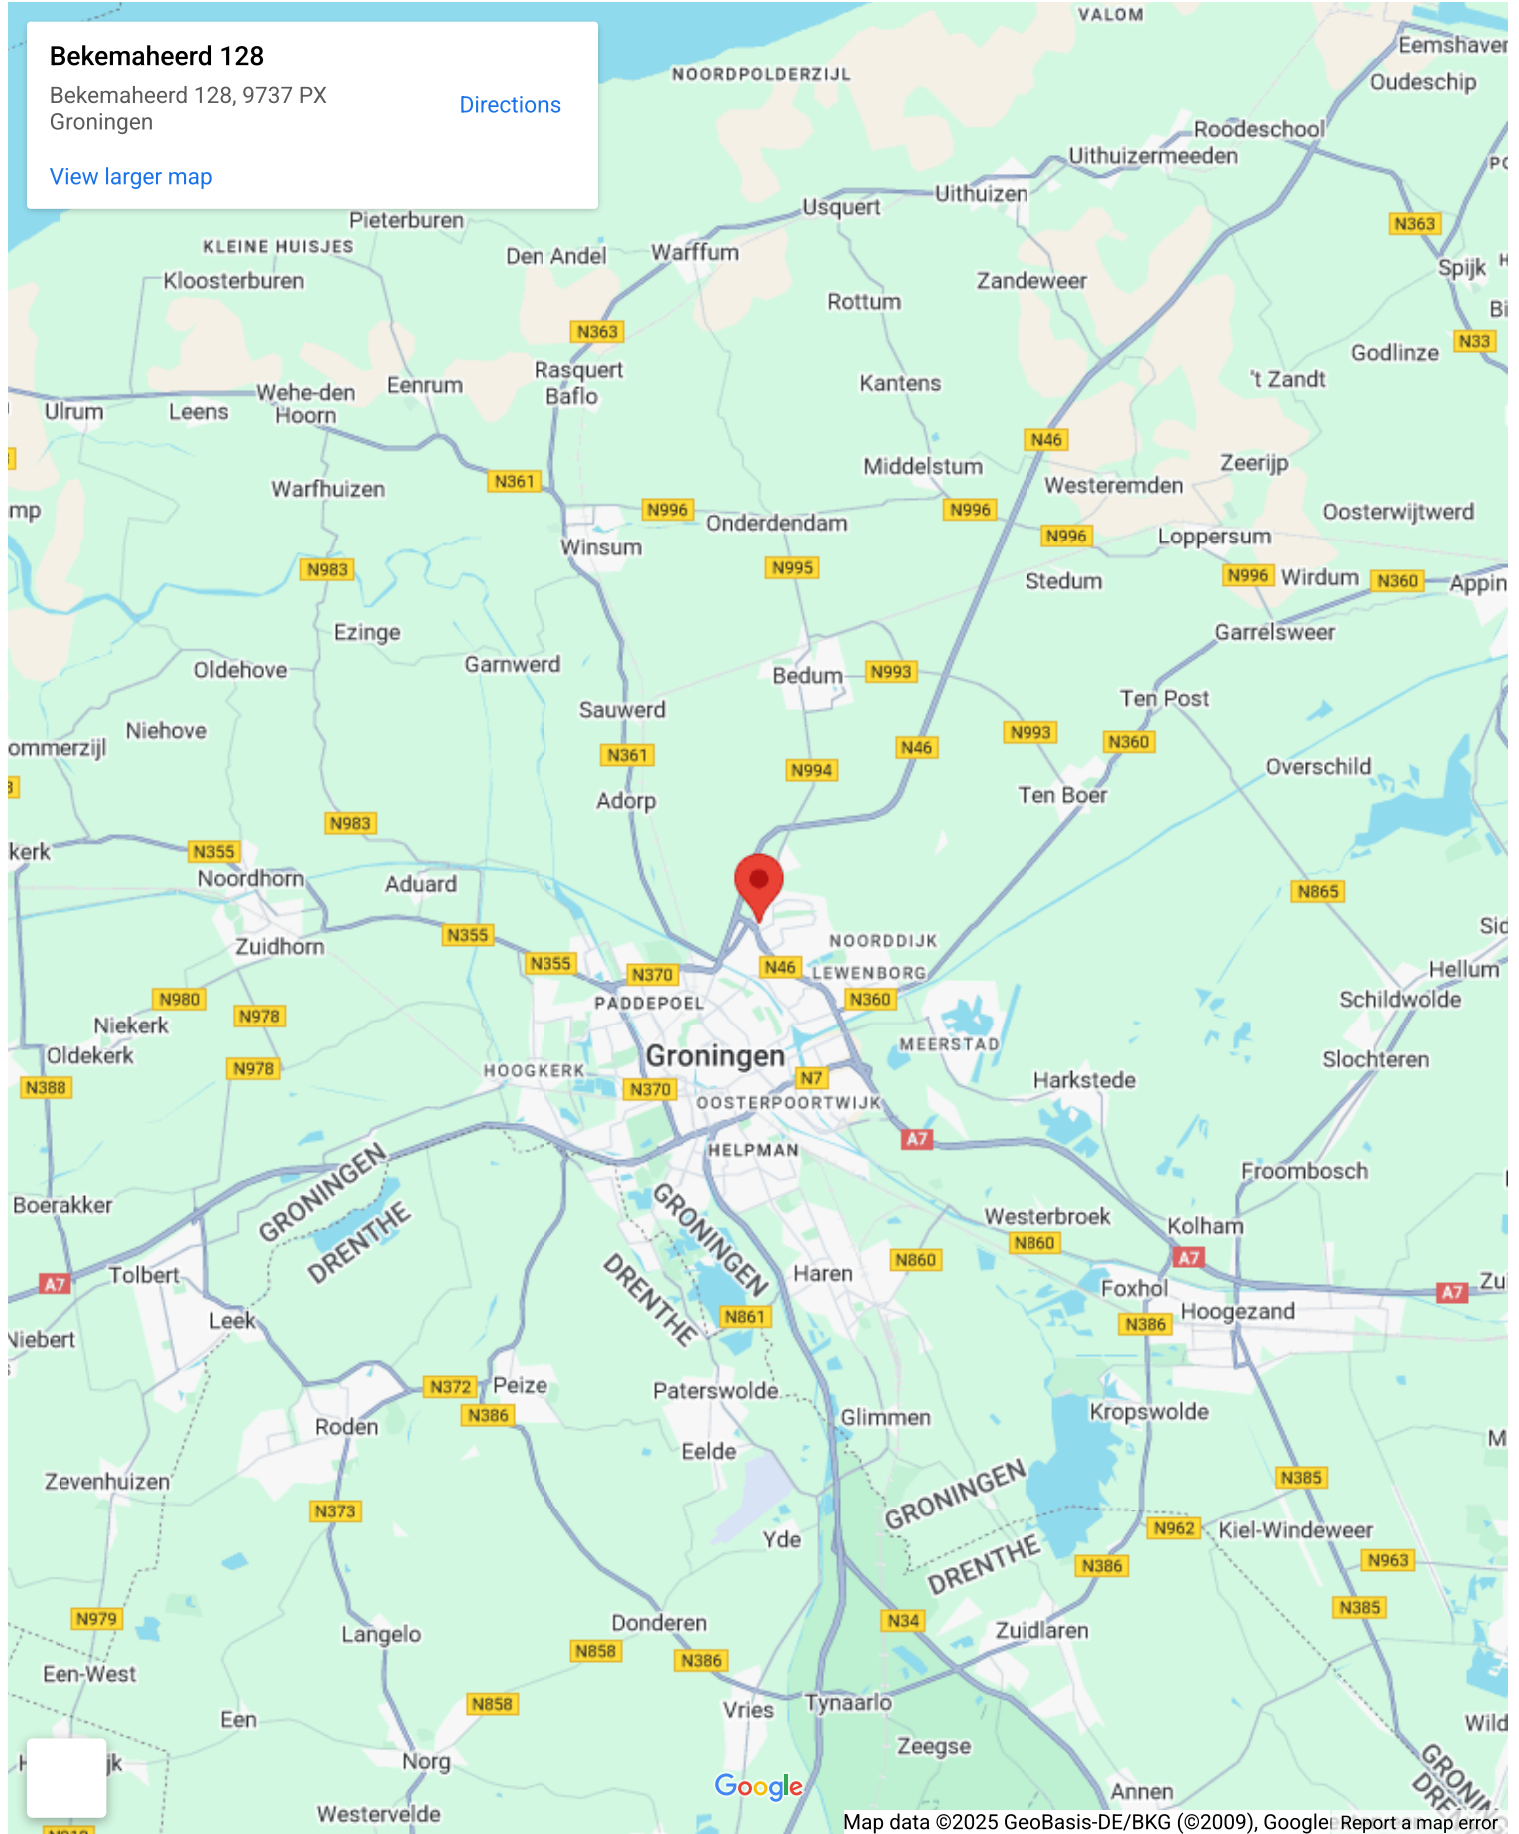 VALOM
Eemshaven
Bekemaheerd 128
NOORDPOLDERZIJL
Oudeschip
Bekemaheerd 128, 9737 PX
Groningen
Directions
Roodeschool
Uithuizermeeden
View larger map
Uithuizen
Usquert
Pieterburen
N363
KLEINE HUISJES
Den Andel
Warffum
Spijk
Kloosterburen
Zandeweer
Rottum
N363
N33
Godlinze
Rasquert
't Zandt
Eenrum
Kantens
Wehe-den
Hoorn
Baflo
Ulrum
Leens
N46
Zeerijp
Middelstum
N361
Warfhuizen
Westeremden
N996
Onderdendam
N996
Oosterwijtwerd
N996
Loppersum
Winsum
N983
N995
Stedum
N996
Wirdum
N360
Appin
Ezinge
Garrelsweer
Garnwerd
Oldehove
Bedum
N993
Ten Post
Sauwerd
Niehove
N993
N360
ommerzijl
N361
N46
N994
Overschild
Ten Boer
Adorp
N983
kerk
N355
Noordhorn
Aduard
N865
N355
NOORDDIJK
Zuidhorn
N355
N370
N46
LEWENBORG
Hellum
N980
PADDEPOEL
N360
Schildwolde
N978
Niekerk
MEERSTAD
Oldekerk
Groningen
Slochteren
N978
HOOGKERK
N7
Harkstede
N388
N370
OOSTERPOORTWIJK
A7
HELPMAN
GRONINGEN
DRENTHE
Froombosch
Boerakker
GRONINGEN
DRENTHE
Westerbroek
Kolham
N860
N860
A7
Tolbert
A7
Haren
Foxhol
A7
Zui
Leek
N861
N386
Hoogezand
Niebert
N372
Peize
Paterswolde
N386
Roden
Glimmen
Kropswolde
Eelde
Zevenhuizen
GRONINGEN
DRENTHE
N385
N373
Yde
N962
Kiel-Windeweer
N386
N963
N979
Donderen
N34
N385
Langelo
Zuidlaren
N858
N386
Een-West
N858
Vries
Tynaarlo
Een
Wild
Zeegse
jk
Norg
GRONING
DRE
Google
Annen
Westervelde
Map data ©2025 GeoBasis-DE/BKG (©2009), Google
Report a map error